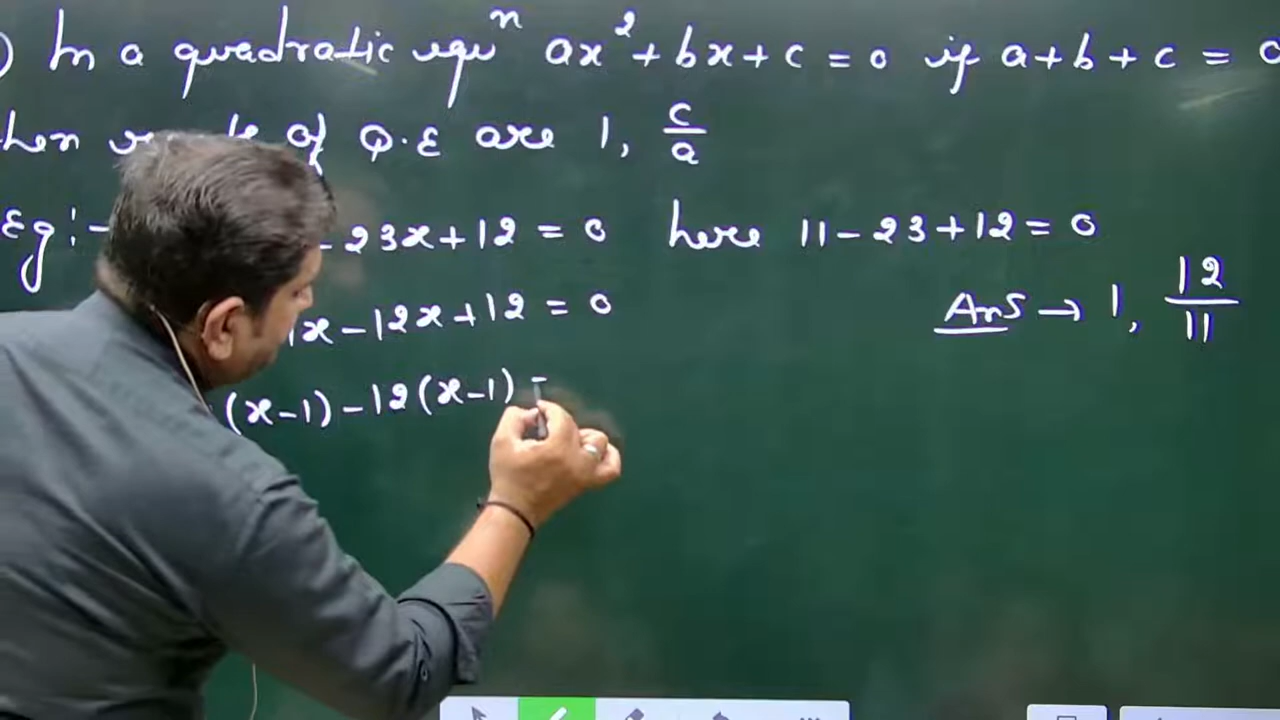 ) In a quadratic equⁿ ax² + bx + c = 0 if a + b + c = 0
hen of Q.E are 1, c/a
Eg :- - 23x + 12 = 0 here 11 - 23 + 12 = 0
x - 12x + 12 = 0 Ans → 1, 12/11
(x - 1) - 12 (x - 1) =